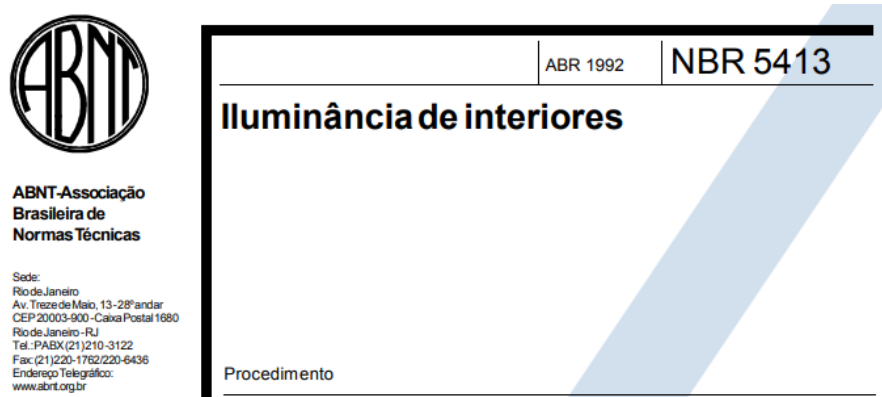 ABNT
ABNT-Associação
Brasileira de
Normas Técnicas
Sede:
Rio de Janeiro
Av. Treze de Maio, 13 - 28º andar
CEP 20003-900 - Caixa Postal 1680
Rio de Janeiro - RJ
Tel.: PABX (21) 210 -3122
Fax: (21) 220-1762/220-6436
Endereço Telegráfico:
www.abnt.org.br
ABR 1992
NBR 5413
Iluminância de interiores
Procedimento